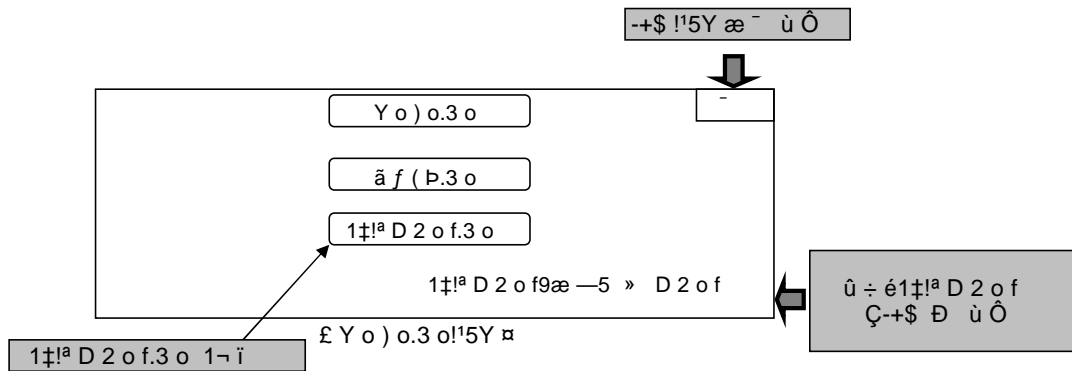 -+$ !¹5Y æ ¯ ù Ô
¯
Y o ) o.3 o
ã ƒ ( Þ.3 o
1‡!ª D 2 o f.3 o
1‡!ª D 2 o f9æ —5 » D 2 o f
û ÷ é1‡!ª D 2 o f
Ç-+$ Ð ù Ô
£ Y o ) o.3 o!¹5Y ¤
1‡!ª D 2 o f.3 o 1¬ ï